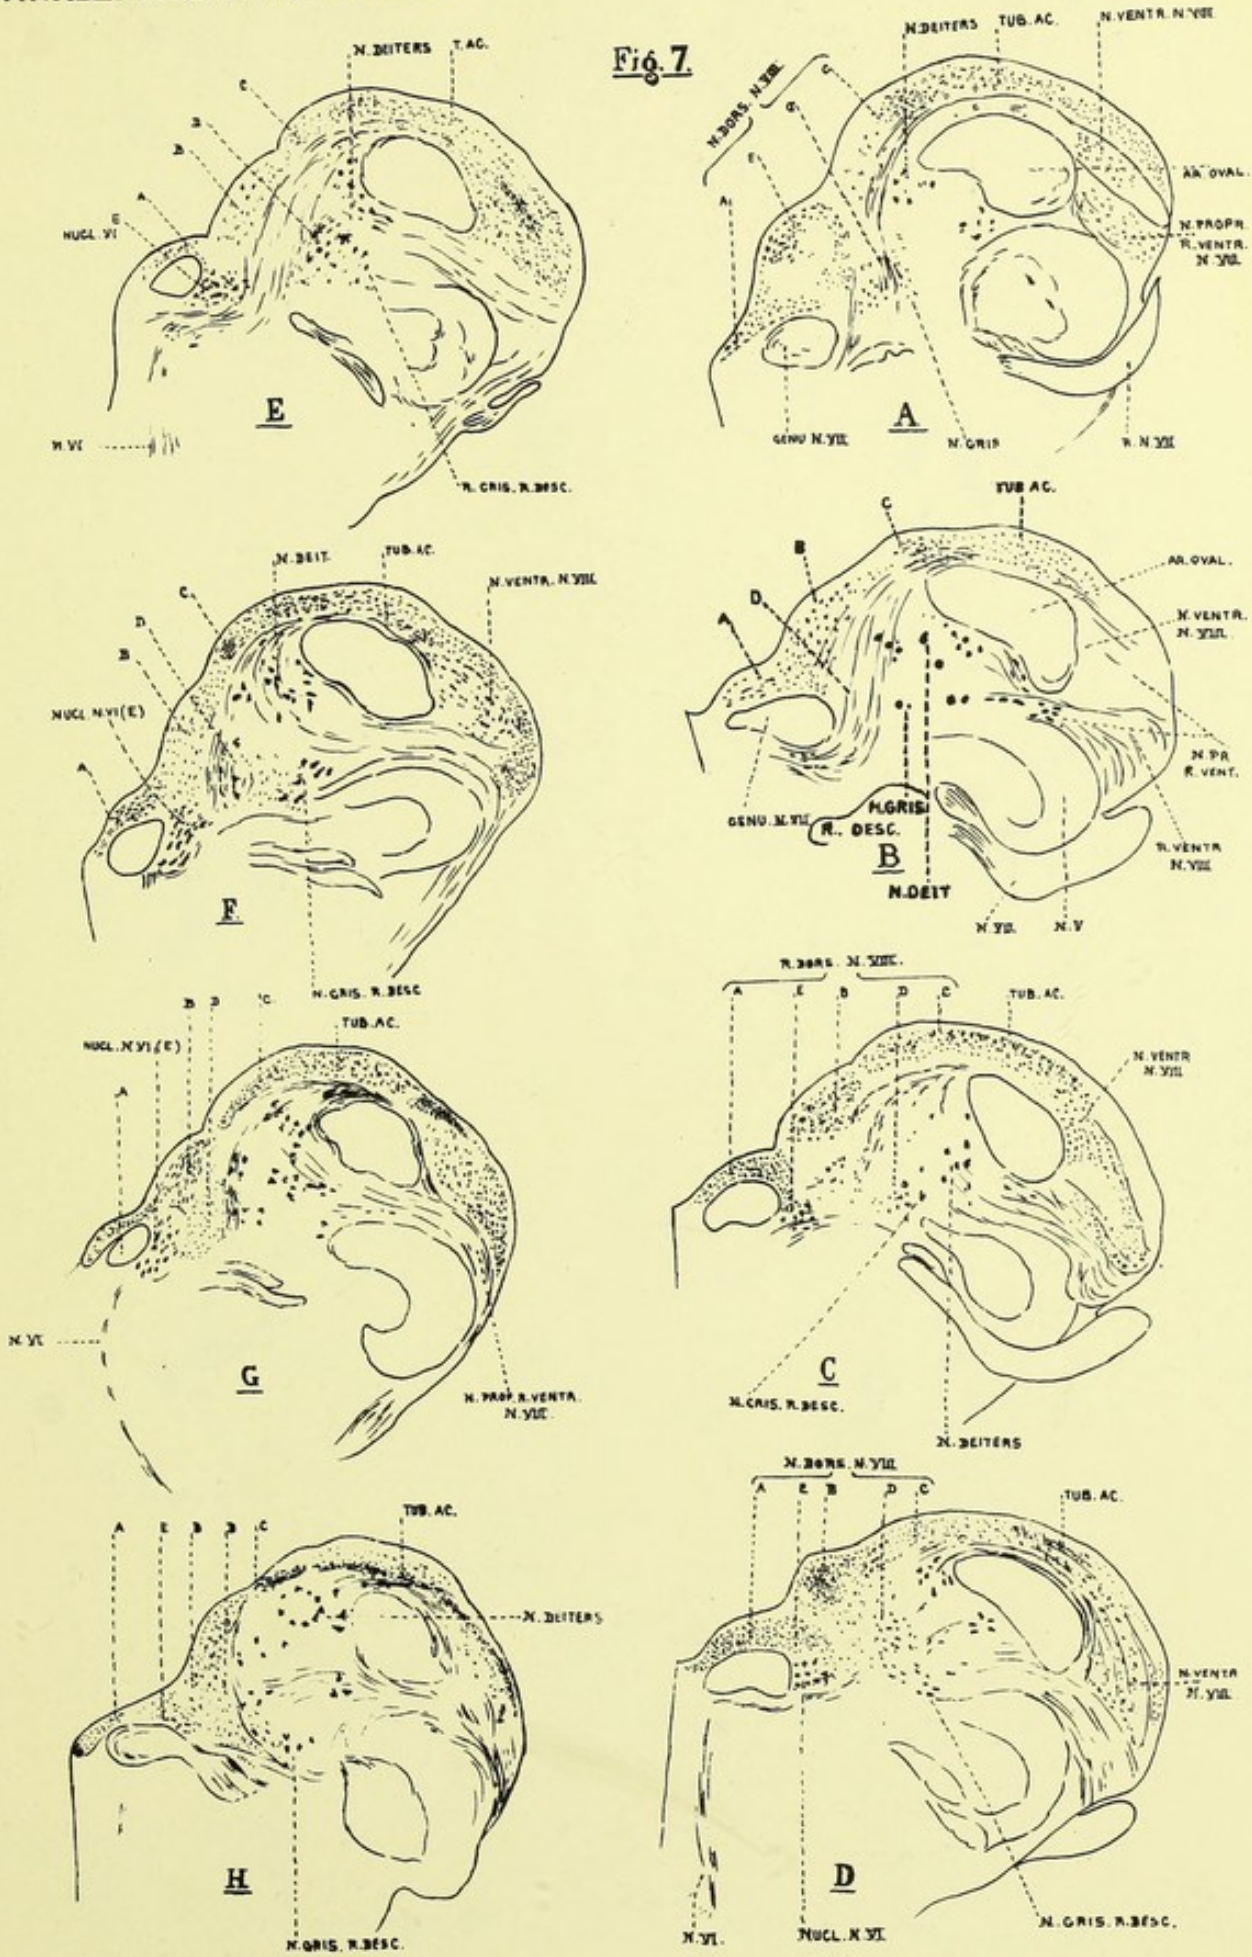 Fig. 7.
N. DEITERS T. AC.
C
D
B
A
E
NUCL. VI
N. VI
E
R. GRIS. R. DESC.
N. DEITERS TUB. AC. N. VENTR. N. VIII
N. DORS. N. VIII.
C
B
E
A
AR. OVAL.
N. PROPR.
R. VENTR.
N. VIII.
GENU N. VII
A
N. GRIS
R. N. VII
N. DEIT. TUB. AC.
N. VENTR. N. VIII.
C
D
B
NUCL. N. VI (E)
A
F.
N. GRIS. R. DESC
TUB AC.
C
B
D.
A
AR. OVAL.
N. VENTR.
N. VIII.
N. PR
R. VENT.
R. VENTR
N. VIII
GENU. N. VII
N. GRIS
R. DESC.
B
N. DEIT
N. VII. N. V
B D C
TUB. AC.
NUCL. N VI (E)
A
N. VI
G
N. PROP. R. VENTR.
N. VIII.
R. DORS. N. VIII.
A E B D C TUB. AC.
N. VENTR
N. VIII
C
N. GRIS. R. DESC.
N. DEITERS
TUB. AC.
A E B D C
N. DEITERS
H
N. GRIS. R. DESC.
N. DORS. N. VIII.
A E B D C TUB. AC.
N. VENTR
N. VIII.
D
N. VI. NUCL. N. VI N. GRIS. R. DESC.